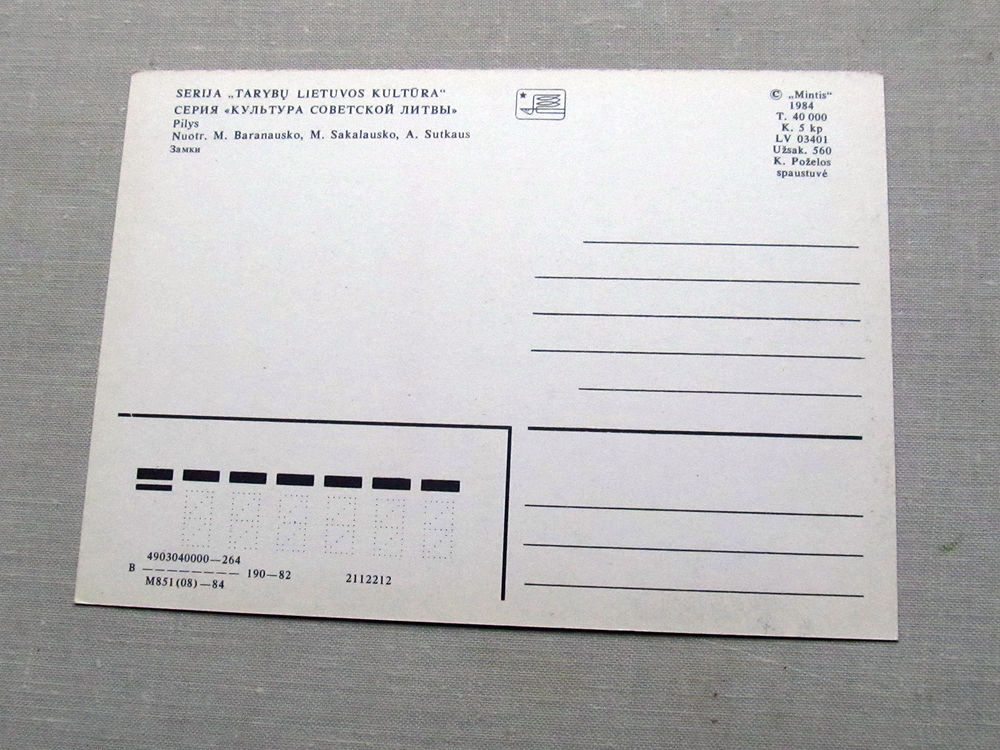 SERIJA „TARYBŲ LIETUVOS KULTŪRA“
СЕРИЯ «КУЛЬТУРА СОВЕТСКОЙ ЛИТВЫ»
Pilys
Nuotr. M. Baranausko, M. Sakalausko, A. Sutkaus
Замки
© „Mintis“
1984
T. 40 000
K. 5 kp
LV 03401
Užsak. 560
K. Poželos
spaustuvė
4903040000—264
В —————————— 190—82
М851(08)—84
2112212